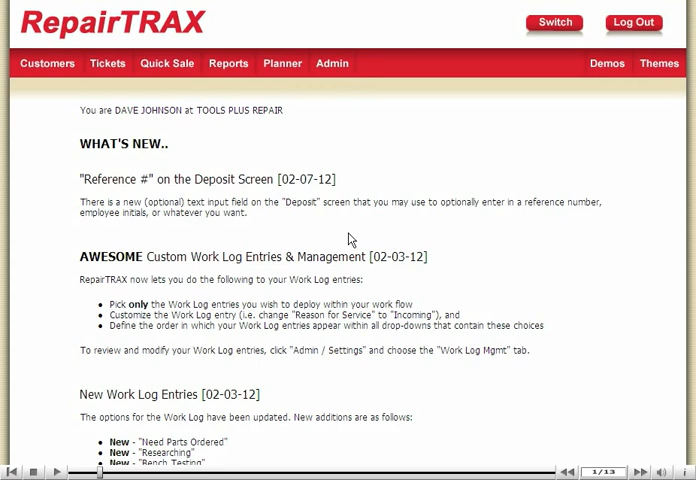 RepairTRAX
Switch Log Out
Customers Tickets Quick Sale Reports Planner Admin Demos Themes
You are DAVE JOHNSON at TOOLS PLUS REPAIR
WHAT'S NEW..
"Reference #" on the Deposit Screen [02-07-12]
There is a new (optional) text input field on the "Deposit" screen that you may use to optionally enter in a reference number,
employee initials, or whatever you want.
AWESOME Custom Work Log Entries & Management [02-03-12]
RepairTRAX now lets you do the following to your Work Log entries:
• Pick only the Work Log entries you wish to deploy within your work flow
• Customize the Work Log entry (i.e. change "Reason for Service" to "Incoming"), and
• Define the order in which your Work Log entries appear within all drop-downs that contain these choices
To review and modify your Work Log entries, click "Admin / Settings" and choose the "Work Log Mgmt" tab.
New Work Log Entries [02-03-12]
The options for the Work Log have been updated. New additions are as follows:
• New - "Need Parts Ordered"
• New - "Researching"
• New - "Bench Testing"
1/13